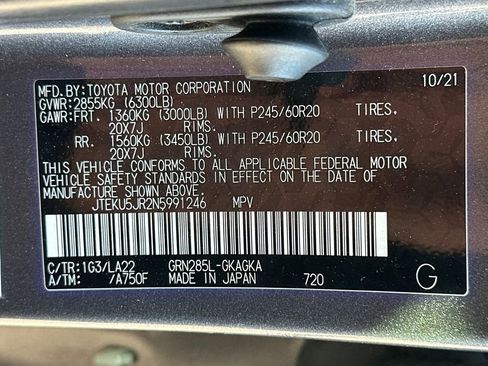 MFD.BY:TOYOTA MOTOR CORPORATION 10/21
GVWR:2855KG (6300LB)
GAWR:FRT. 1360KG (3000LB) WITH P245/60R20 TIRES,
20X7J RIMS.
RR. 1560KG (3450LB) WITH P245/60R20 TIRES,
20X7J RIMS.
THIS VEHICLE CONFORMS TO ALL APPLICABLE FEDERAL MOTOR
VEHICLE SAFETY STANDARDS IN EFFECT ON THE DATE OF
MANUFACTURE SHOWN ABOVE.
JTEKU5JR2N5991246 MPV
C/TR:1G3/LA22 GRN285L-GKAGKA
A/TM: /A750F MADE IN JAPAN 720 G